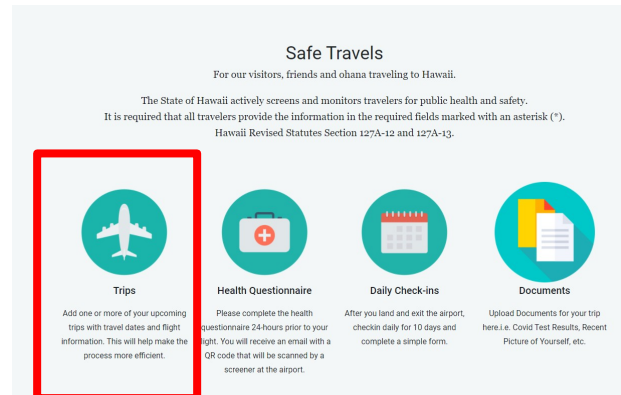 Safe Travels
For our visitors, friends and ohana traveling to Hawaii.
The State of Hawaii actively screens and monitors travelers for public health and safety.
It is required that all travelers provide the information in the required fields marked with an asterisk (*).
Hawaii Revised Statutes Section 127A-12 and 127A-13.
Trips
Add one or more of your upcoming
trips with travel dates and flight
information. This will help make the
process more efficient.
Health Questionnaire
Please complete the health
questionnaire 24-hours prior to your
light. You will receive an email with a
QR code that will be scanned by a
screener at the airport.
Daily Check-ins
After you land and exit the airport,
checkin daily for 10 days and
complete a simple form.
Documents
Upload Documents for your trip
here.i.e. Covid Test Results, Recent
Picture of Yourself, etc.